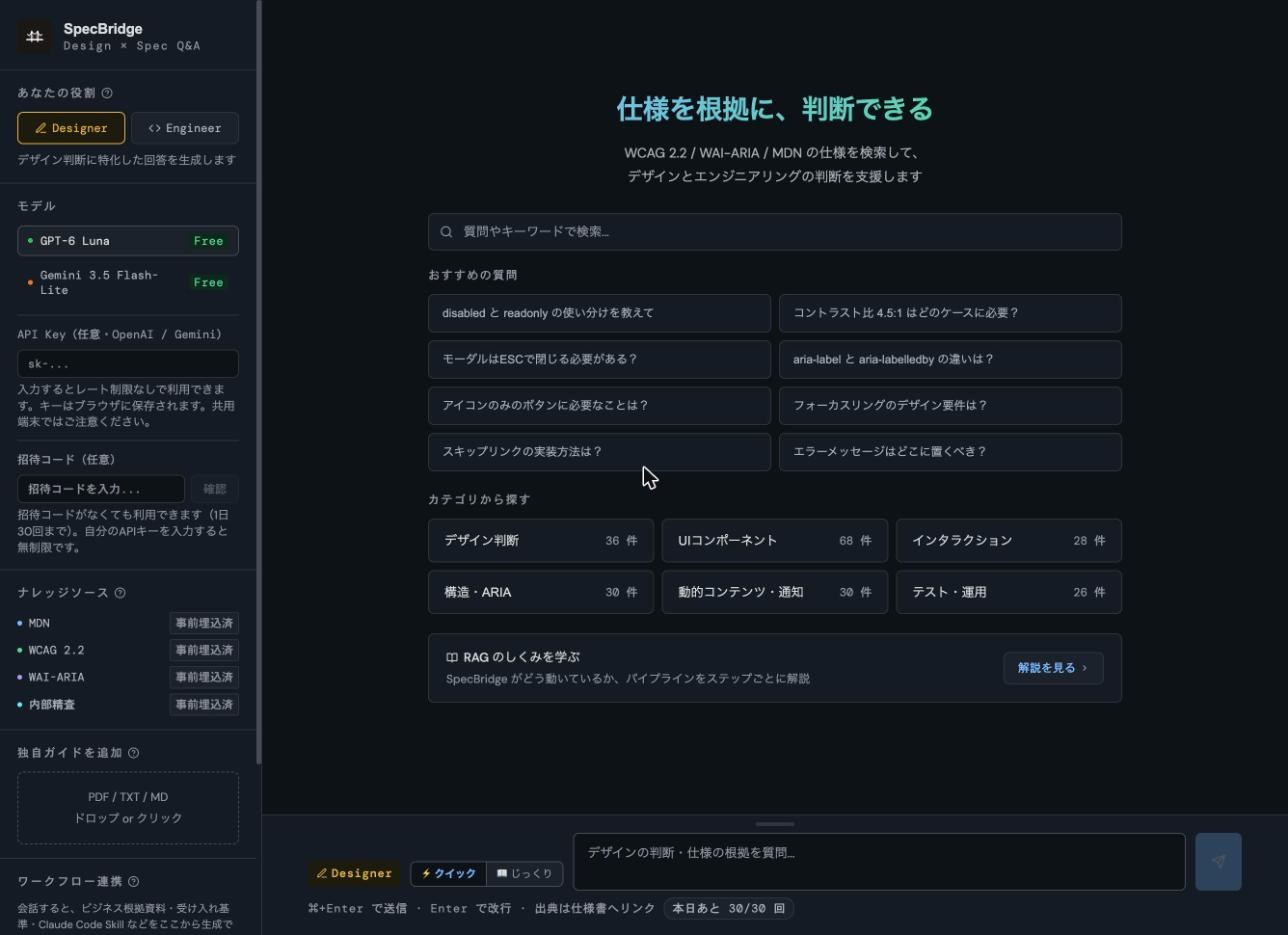 SpecBridge
Design × Spec Q&A
あなたの役割
Designer
Engineer
デザイン判断に特化した回答を生成します
モデル
GPT-6 Luna
Free
Gemini 3.5 Flash-
Lite
Free
API Key（任意・OpenAI / Gemini）
sk-...
入力するとレート制限なしで利用できま
す。キーはブラウザに保存されます。共用
端末ではご注意ください。
招待コード（任意）
招待コードを入力...
確認
招待コードがなくても利用できます（1日
30回まで）。自分のAPIキーを入力すると
無制限です。
ナレッジソース
MDN
事前埋込済
WCAG 2.2
事前埋込済
WAI-ARIA
事前埋込済
内部精査
事前埋込済
独自ガイドを追加
PDF / TXT / MD
ドロップ or クリック
ワークフロー連携
会話すると、ビジネス根拠資料・受け入れ基
準・Claude Code Skill などをここから生成で
仕様を根拠に、判断できる
WCAG 2.2 / WAI-ARIA / MDN の仕様を検索して、
デザインとエンジニアリングの判断を支援します
質問やキーワードで検索…
おすすめの質問
disabled と readonly の使い分けを教えて
コントラスト比 4.5:1 はどのケースに必要？
モーダルはESCで閉じる必要がある？
aria-label と aria-labelledby の違いは？
アイコンのみのボタンに必要なことは？
フォーカスリングのデザイン要件は？
スキップリンクの実装方法は？
エラーメッセージはどこに置くべき？
カテゴリから探す
デザイン判断
36 件
UIコンポーネント
68 件
インタラクション
28 件
構造・ARIA
30 件
動的コンテンツ・通知
30 件
テスト・運用
26 件
RAG のしくみを学ぶ
SpecBridge がどう動いているか、パイプラインをステップごとに解説
解説を見る ›
Designer
クイック
じっくり
デザインの判断・仕様の根拠を質問…
⌘+Enter で送信 · Enter で改行 · 出典は仕様書へリンク
本日あと 30/30 回